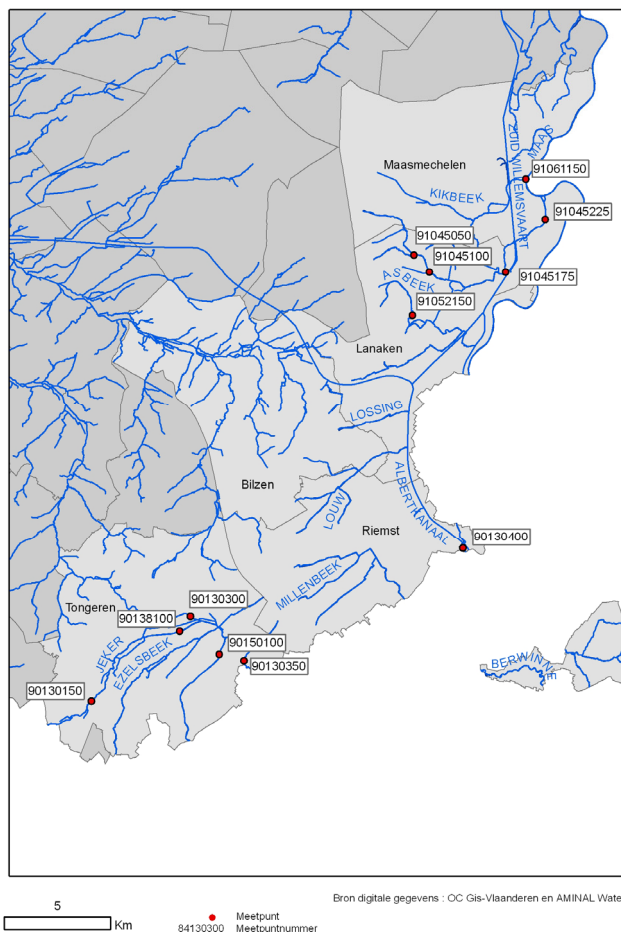 Maasmechelen
ZUID WILLEMSVAART
MAAS
91061150
KIKBEEK
91045225
91045050
91045100
ASBEEK
91045175
91052150
Lanaken
LOSSING
Bilzen
ALBERTKANAAL
LOUW
Riemst
90130400
MILLENBEEK
90130300
Tongeren
90138100
JEKER
EZELSBEEK
90150100
90130350
BERWINNE
90130150
Bron digitale gegevens : OC Gis-Vlaanderen en AMINAL Wate
5
Km
Meetpunt
84130300 Meetpuntnummer